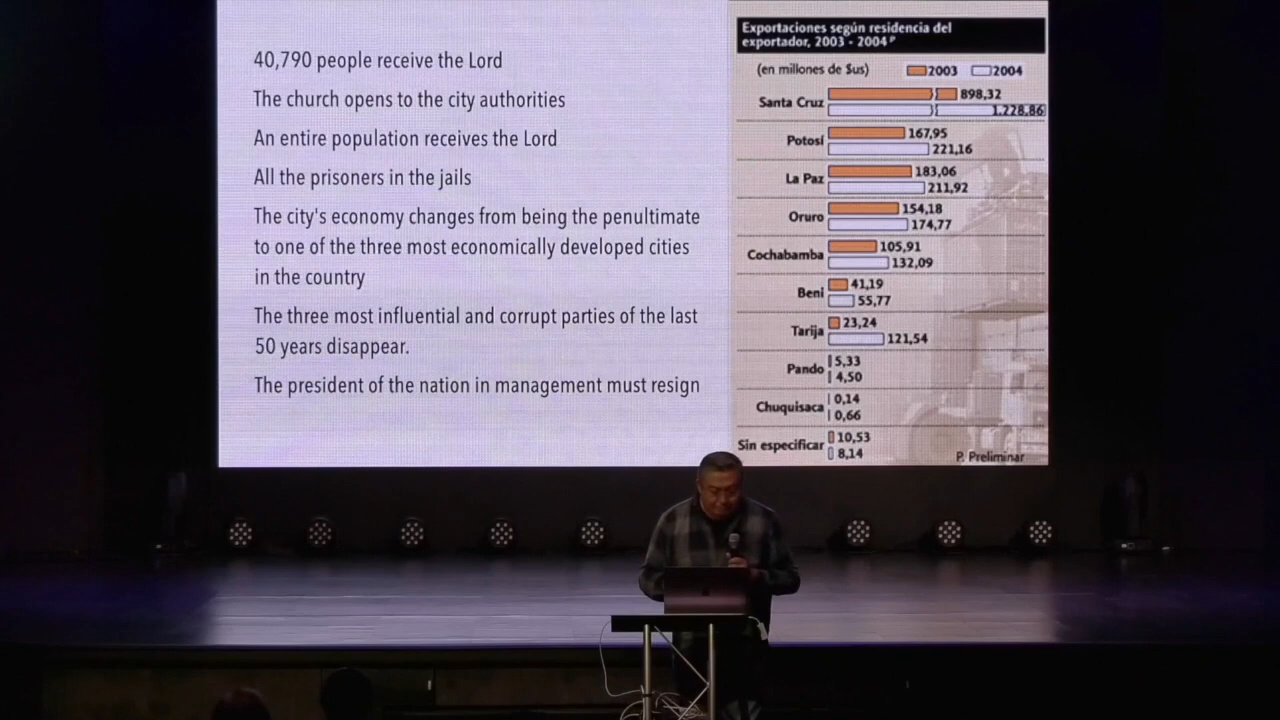 40,790 people receive the Lord
The church opens to the city authorities
An entire population receives the Lord
All the prisoners in the jails
The city's economy changes from being the penultimate
to one of the three most economically developed cities
in the country
The three most influential and corrupt parties of the last
50 years disappear.
The president of the nation in management must resign
Exportaciones según residencia del
exportador, 2003 - 2004 P
(en millones de $us) 2003 2004
Santa Cruz 898,32
1.228,86
Potosí 167,95
221,16
La Paz 183,06
211,92
Oruro 154,18
174,77
Cochabamba 105,91
132,09
Beni 41,19
55,77
Tarija 23,24
121,54
Pando 5,33
4,50
Chuquisaca 0,14
0,66
Sin especificar 10,53
8,14
P. Preliminar